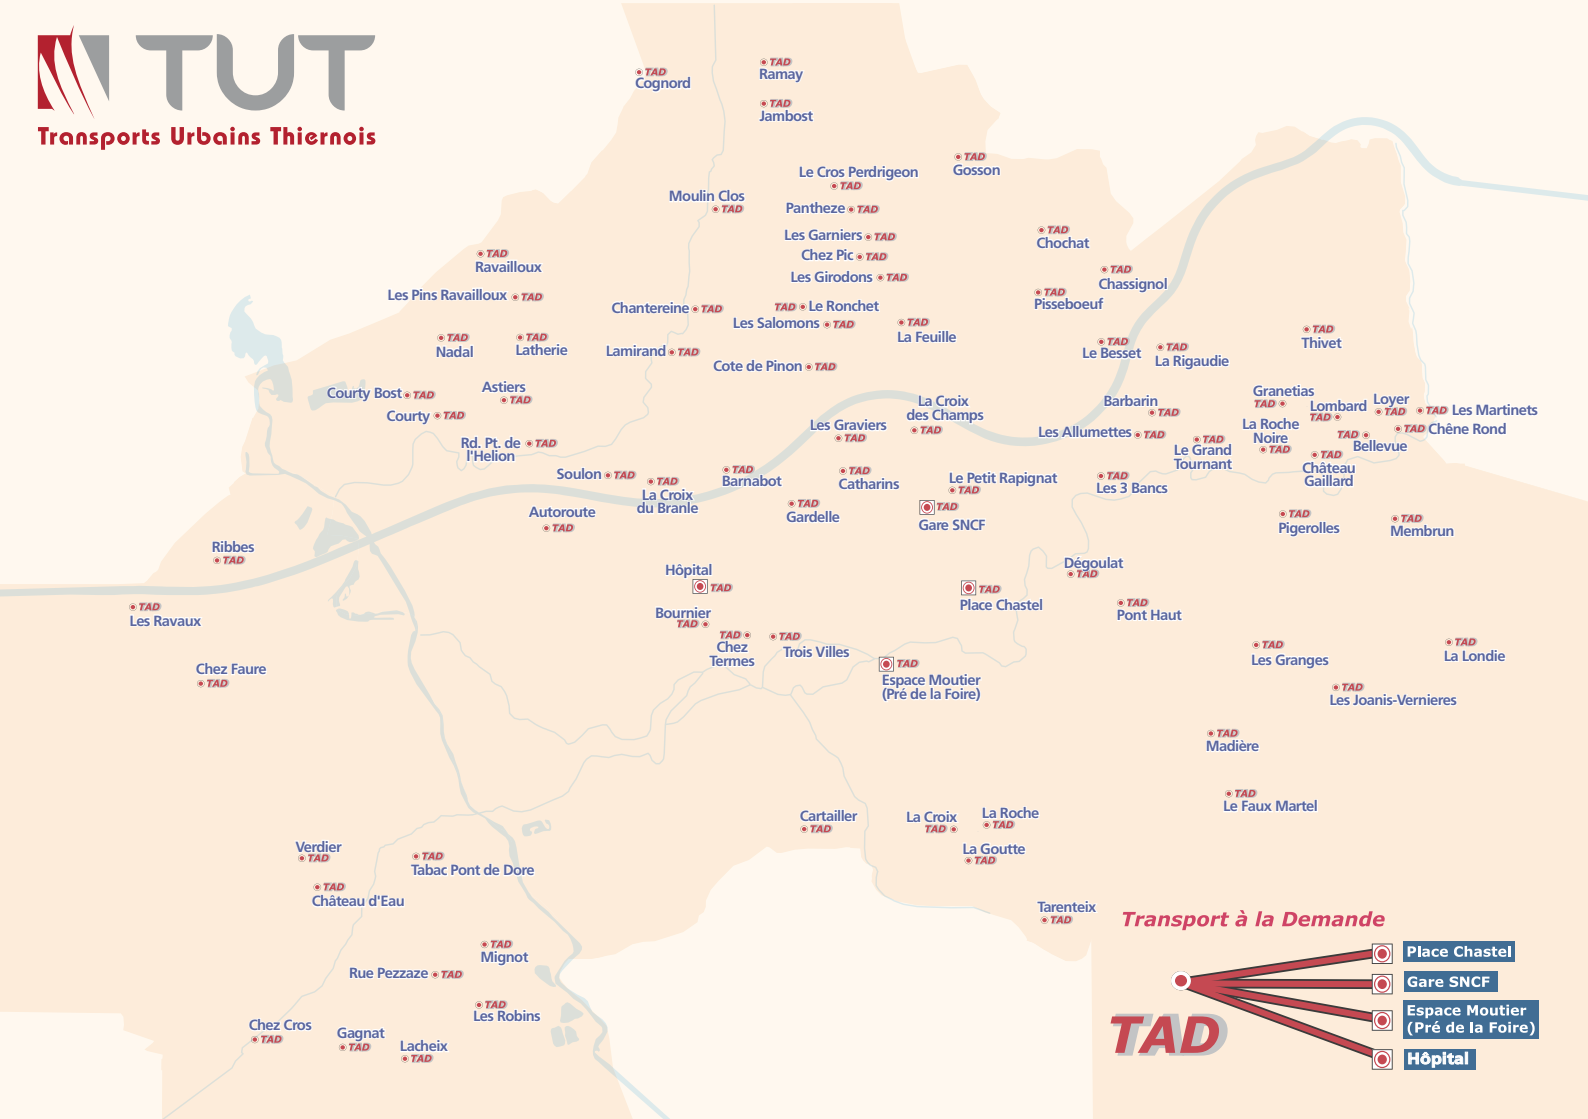 TUT
Transports Urbains Thiernois
TAD
Cognord
TAD
Ramay
TAD
Jambost
TAD
Gosson
Le Cros Perdrigeon
TAD
Moulin Clos
TAD
Pantheze TAD
Les Garniers TAD
Chez Pic TAD
Les Girodons TAD
TAD
Chochat
TAD
Chassignol
TAD
Pisseboeuf
TAD
Ravailloux
Les Pins Ravailloux TAD
Chantereine TAD
TAD Le Ronchet
Les Salomons TAD
TAD
La Feuille
TAD
Nadal
TAD
Latherie
Lamirand TAD
Cote de Pinon TAD
TAD
Le Besset
TAD
La Rigaudie
TAD
Thivet
Courty Bost TAD
Courty TAD
Astiers
TAD
Rd. Pt. de
l'Helion
TAD
La Croix
des Champs
TAD
Les Graviers
TAD
Barbarin
TAD
Les Allumettes TAD
TAD
Le Grand
Tournant
Granetias
TAD
La Roche
Noire
TAD
Lombard
TAD
Loyer
TAD
TAD Les Martinets
TAD Chêne Rond
TAD
Bellevue
TAD
Château
Gaillard
Soulon TAD
TAD
La Croix
du Branle
TAD
Barnabot
TAD
Catharins
Le Petit Rapignat
TAD
TAD
Les 3 Bancs
TAD
Gardelle
TAD
Gare SNCF
Autoroute
TAD
TAD
Pigerolles
TAD
Membrun
Ribbes
TAD
TAD
Les Ravaux
Hôpital
TAD
Bournier
TAD
TAD
Chez
Termes
TAD
Trois Villes
TAD
Place Chastel
Dégoulat
TAD
TAD
Pont Haut
TAD
Espace Moutier
(Pré de la Foire)
Chez Faure
TAD
TAD
Les Granges
TAD
La Londie
TAD
Les Joanis-Vernieres
TAD
Madière
TAD
Le Faux Martel
Cartailler
TAD
La Croix
TAD
La Roche
TAD
La Goutte
TAD
Tarenteix
TAD
Verdier
TAD
TAD
Tabac Pont de Dore
TAD
Château d'Eau
TAD
Mignot
Rue Pezzaze TAD
TAD
Les Robins
Chez Cros
TAD
Gagnat
TAD
Lacheix
TAD
Transport à la Demande
TAD
Place Chastel
Gare SNCF
Espace Moutier
(Pré de la Foire)
Hôpital